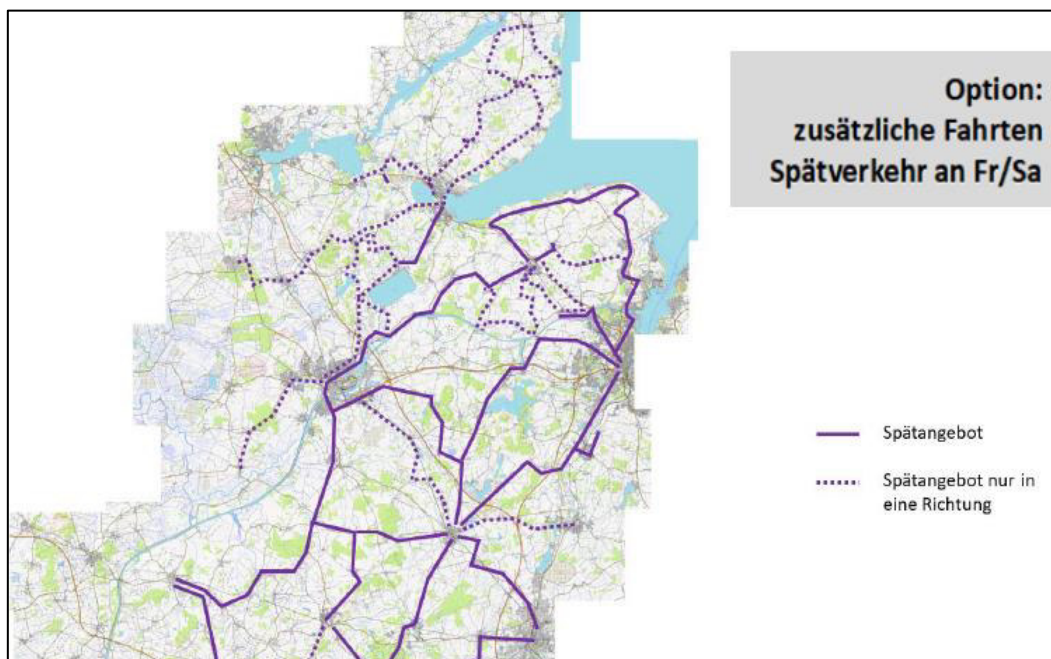 Option:
zusätzliche Fahrten
Spätverkehr an Fr/Sa
Spätangebot
Spätangebot nur in
eine Richtung